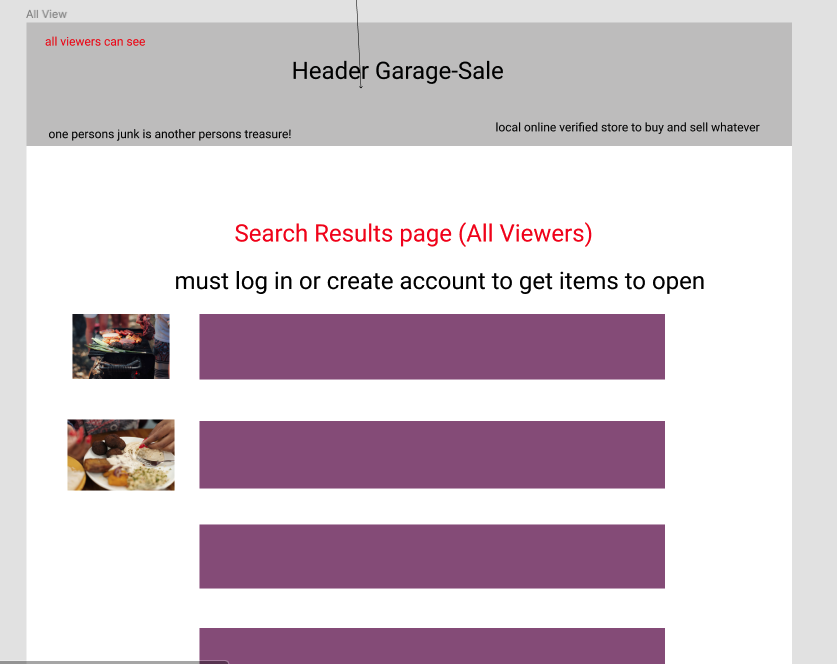 All View
all viewers can see
Header Garage-Sale
one persons junk is another persons treasure!
local online verified store to buy and sell whatever
Search Results page (All Viewers)
must log in or create account to get items to open